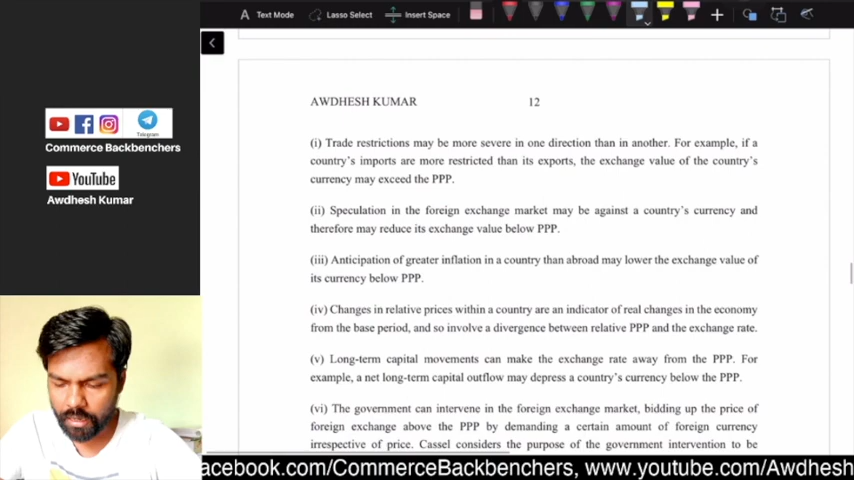 Text Mode
Lasso Select
Insert Space
Telegram
Commerce Backbenchers
YouTube
Awdhesh Kumar
AWDHESH KUMAR 12
(i) Trade restrictions may be more severe in one direction than in another. For example, if a
country's imports are more restricted than its exports, the exchange value of the country's
currency may exceed the PPP.
(ii) Speculation in the foreign exchange market may be against a country's currency and
therefore may reduce its exchange value below PPP.
(iii) Anticipation of greater inflation in a country than abroad may lower the exchange value of
its currency below PPP.
(iv) Changes in relative prices within a country are an indicator of real changes in the economy
from the base period, and so involve a divergence between relative PPP and the exchange rate.
(v) Long-term capital movements can make the exchange rate away from the PPP. For
example, a net long-term capital outflow may depress a country's currency below the PPP.
(vi) The government can intervene in the foreign exchange market, bidding up the price of
foreign exchange above the PPP by demanding a certain amount of foreign currency
irrespective of price. Cassel considers the purpose of the government intervention to be
acebook.com/CommerceBackbenchers, www.youtube.com/Awdhesh